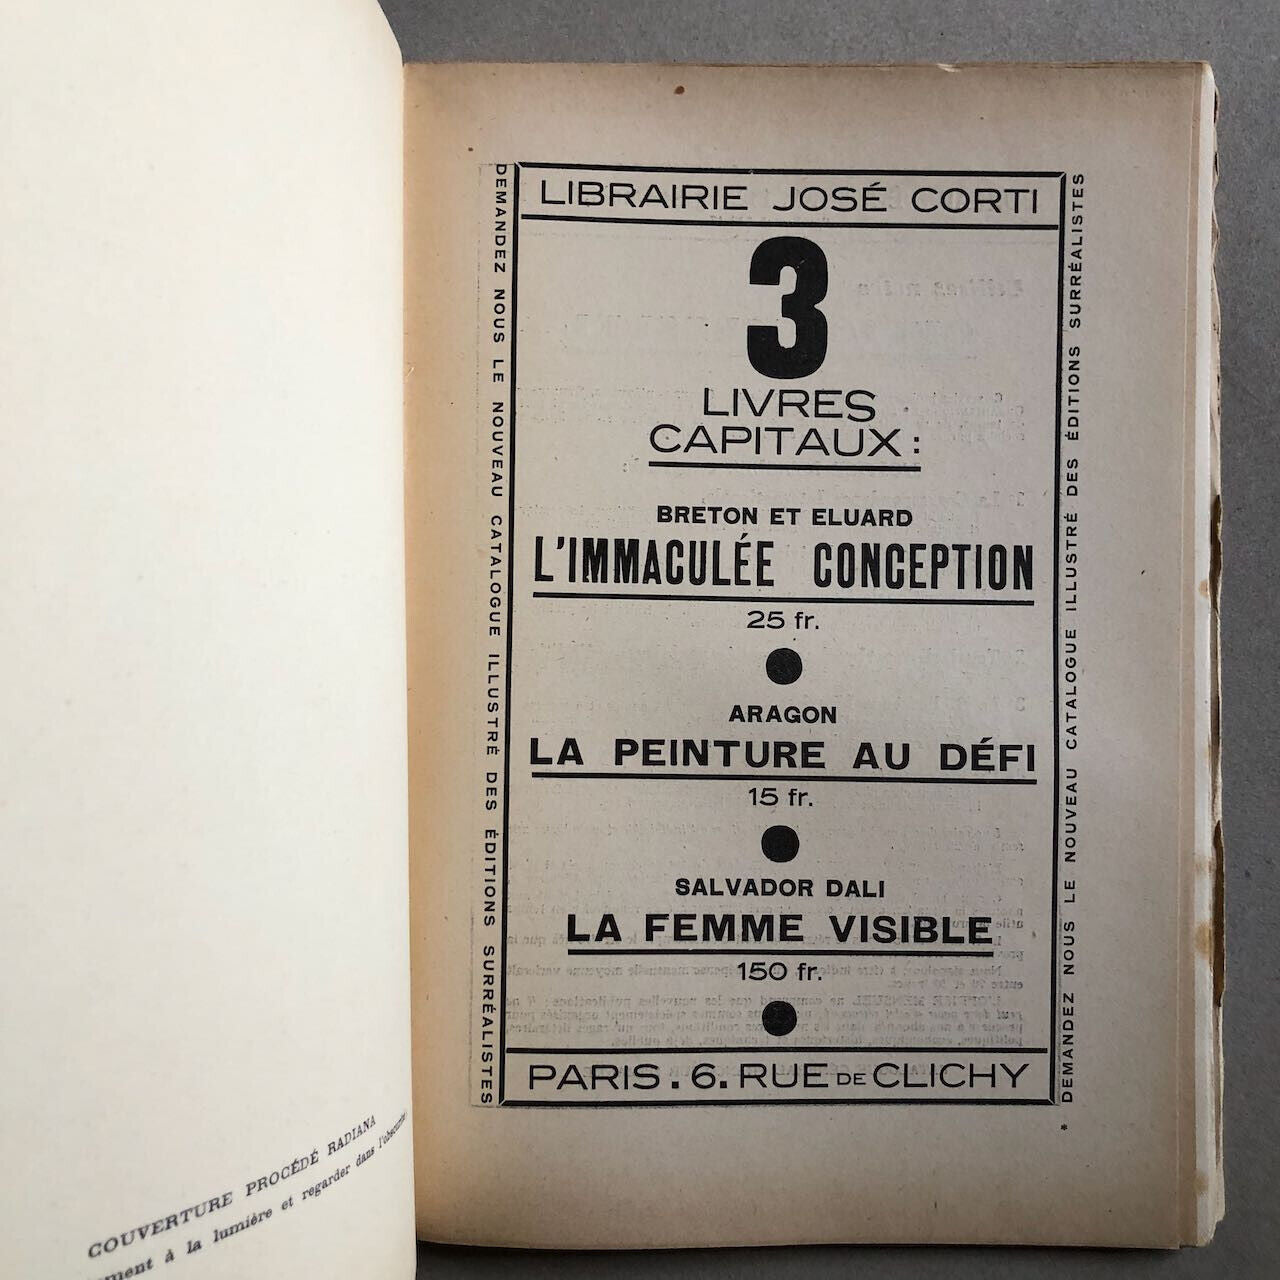 COUVERTURE PROCÉDÉ RADIANA
à la lumière et regarder dans
DEMANDEZ NOUS LE NOUVEAU CATALOGUE ILLUSTRÉ DES ÉDITIONS SURRÉALISTES
LIBRAIRIE JOSÉ CORTI
3
LIVRES
CAPITAUX :
BRETON ET ELUARD
L'IMMACULÉE CONCEPTION
25 fr.
ARAGON
LA PEINTURE AU DÉFI
15 fr.
SALVADOR DALI
LA FEMME VISIBLE
150 fr.
PARIS . 6. RUE DE CLICHY
* DEMANDEZ NOUS LE NOUVEAU CATALOGUE ILLUSTRÉ DES ÉDITIONS SURRÉALISTES